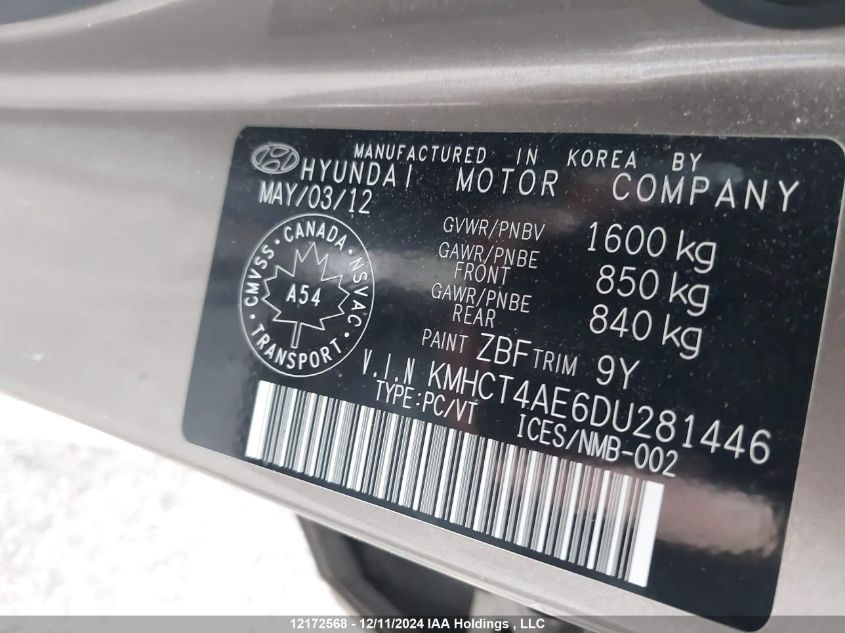 MANUFACTURED IN KOREA BY
HYUNDAI MOTOR COMPANY
MAY/03/12
GVWR/PNBV 1600 kg
GAWR/PNBE FRONT 850 kg
GAWR/PNBE REAR 840 kg
CMVSS · CANADA · NSVAC · TRANSPORT ·
A54
PAINT ZBF TRIM 9Y
V.I.N KMHCT4AE6DU281446
TYPE:PC/VT ICES/NMB-002
12172568 - 12/11/2024 IAA Holdings , LLC